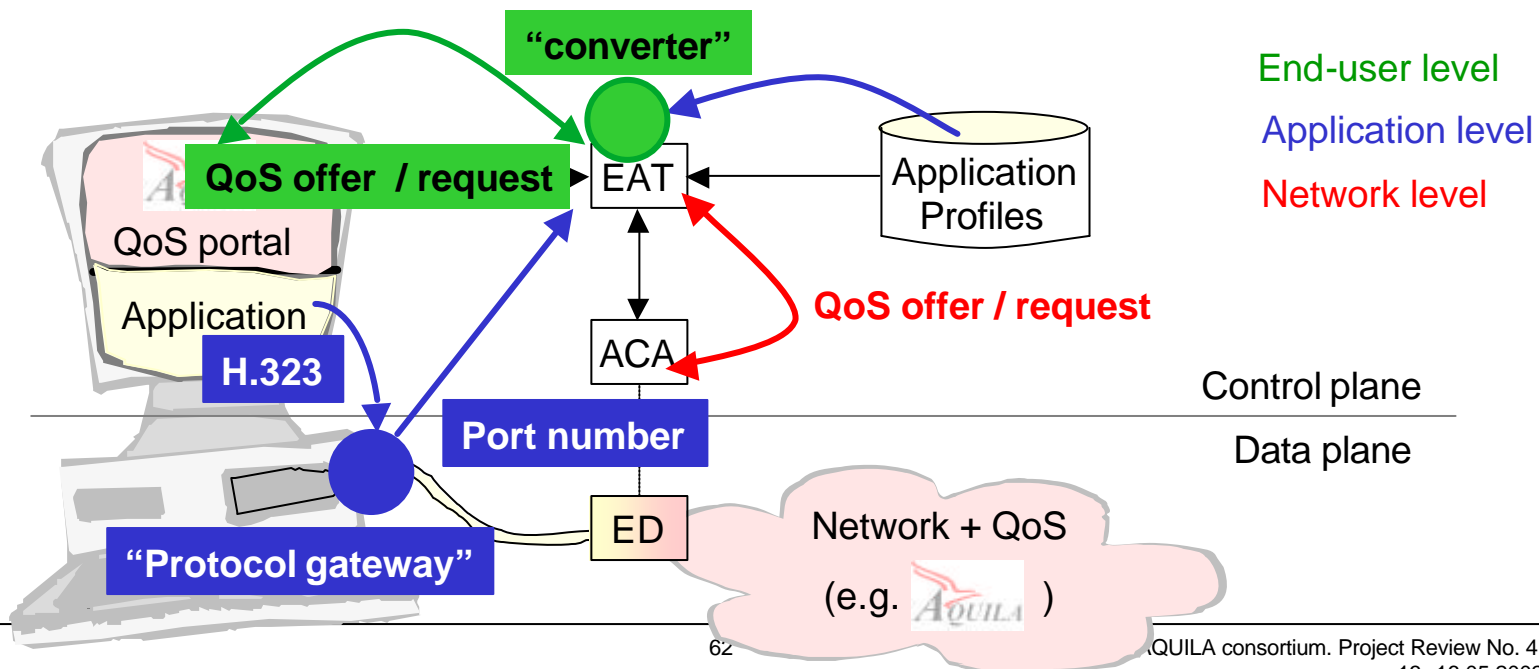 “converter”
End-user level
Application level
Network level
QoS offer / request
EAT
Application
Profiles
QoS portal
Application
H.323
QoS offer / request
ACA
Control plane
Port number
Data plane
ED
“Protocol gateway”
Network + QoS
(e.g. AQUILA )
62
AQUILA consortium. Project Review No. 4